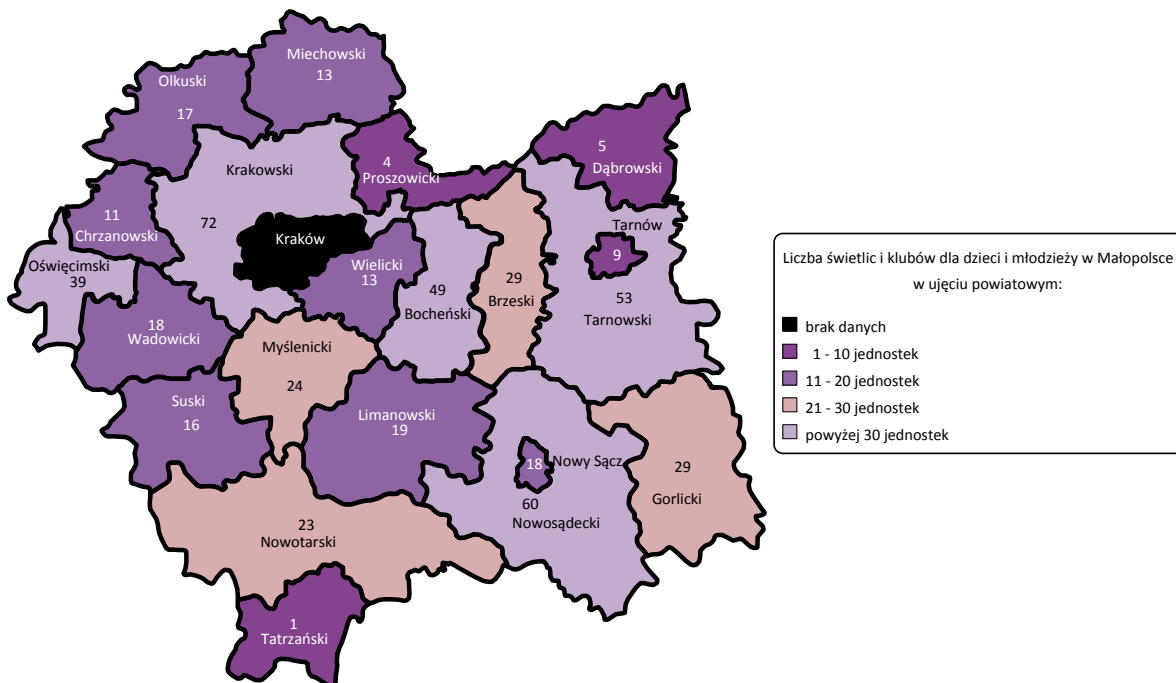 Miechowski
13
Olkuski
17
5
Dąbrowski
4
Proszowicki
Krakowski
72
11
Chrzanowski
Tarnów
9
Kraków
Oświęcimski
39
Wielicki
13
49
Bocheński
29
Brzeski
53
Tarnowski
18
Wadowicki
Myślenicki
24
Suski
16
Limanowski
19
18
Nowy Sącz
60
Nowosądecki
29
Gorlicki
23
Nowotarski
1
Tatrzański
Liczba świetlic i klubów dla dzieci i młodzieży w Małopolsce
w ujęciu powiatowym:
brak danych
1 - 10 jednostek
11 - 20 jednostek
21 - 30 jednostek
powyżej 30 jednostek